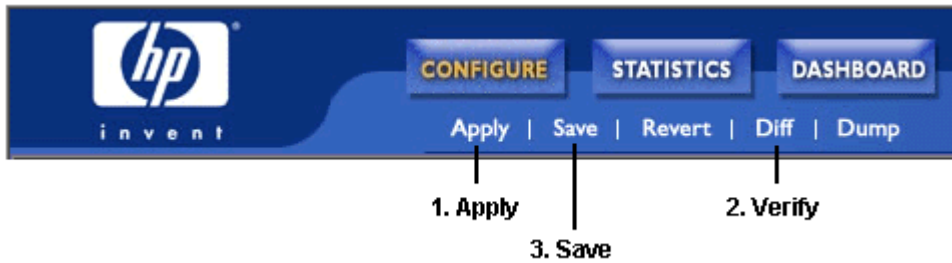 hp
invent
CONFIGURE STATISTICS DASHBOARD
Apply | Save | Revert | Diff | Dump
1. Apply 2. Verify
3. Save